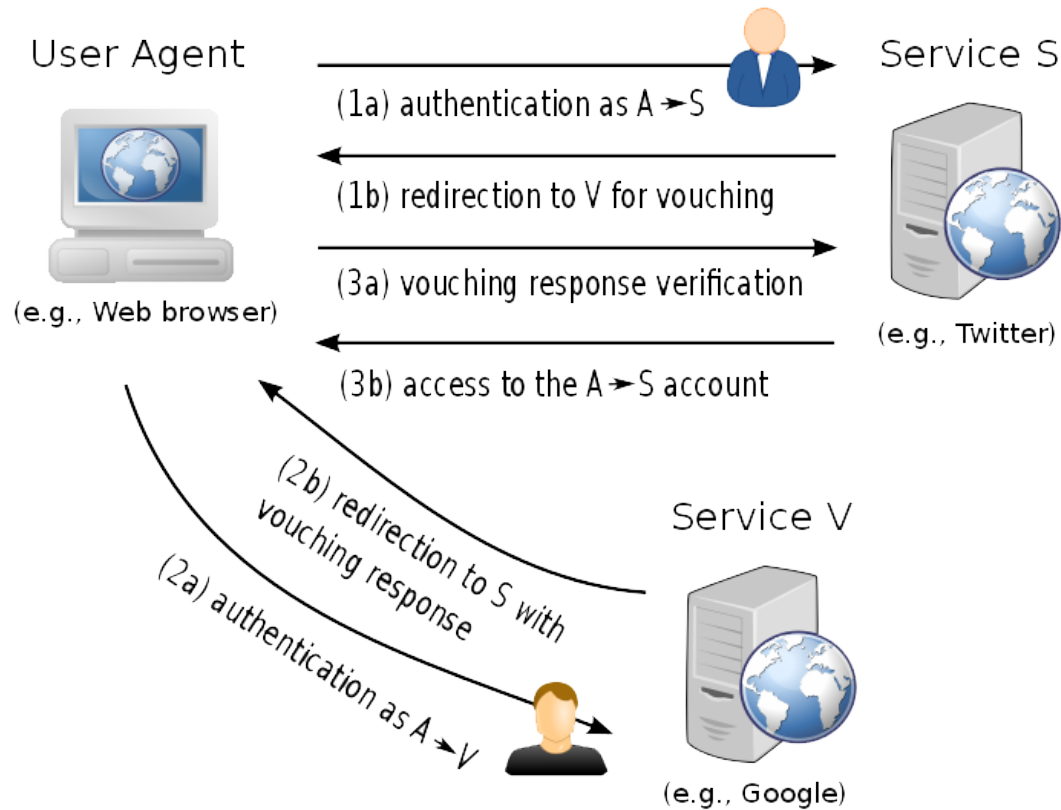 User Agent
Service S
(1a) authentication as A→S
(1b) redirection to V for vouching
(3a) vouching response verification
(e.g., Web browser)
(e.g., Twitter)
(3b) access to the A→S account
(2b) redirection to S with
vouching response
Service V
(2a) authentication as A→V
(e.g., Google)